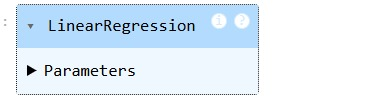 :
▾ LinearRegression i ?
▶ Parameters